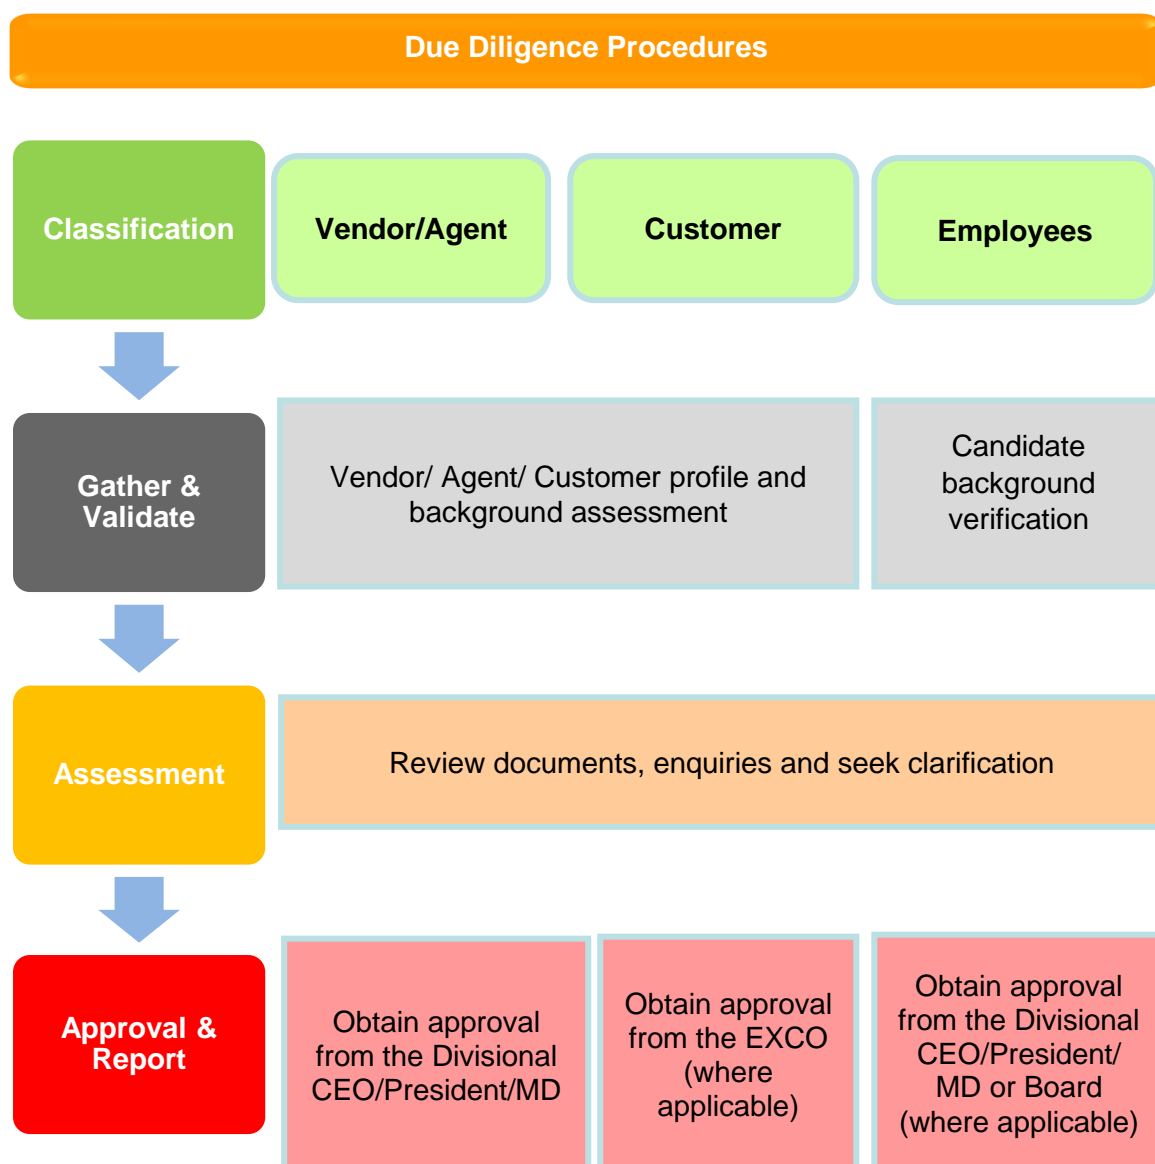 Due Diligence Procedures
Classification
Vendor/Agent
Customer
Employees
Gather &
Validate
Vendor/ Agent/ Customer profile and
background assessment
Candidate
background
verification
Assessment
Review documents, enquiries and seek clarification
Approval &
Report
Obtain approval
from the Divisional
CEO/President/MD
Obtain approval
from the EXCO
(where
applicable)
Obtain approval
from the Divisional
CEO/President/
MD or Board
(where applicable)